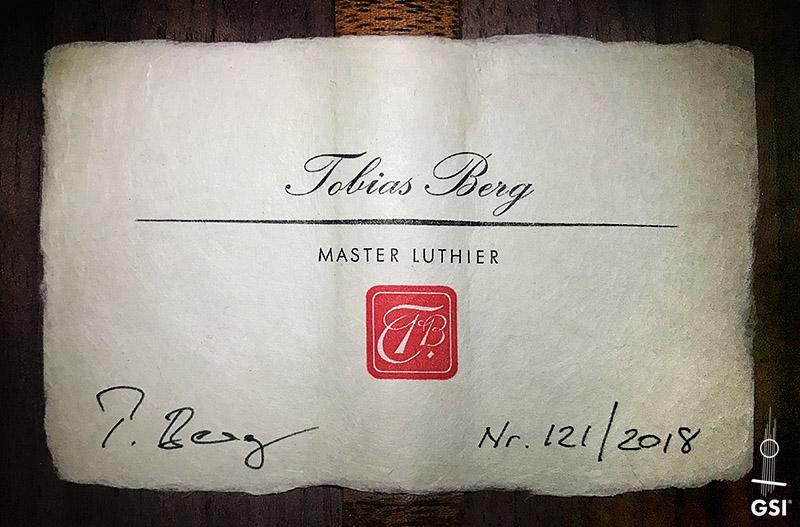 Tobias Berg
MASTER LUTHIER
TB
T. Berg
Nr. 121/2018
GSI®